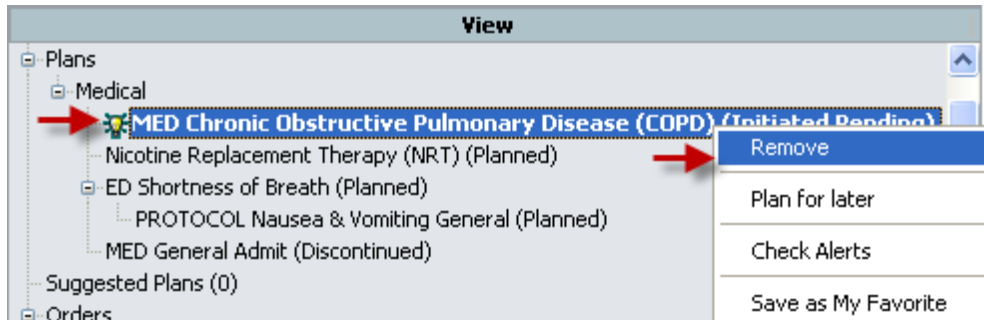 View
Plans
Medical
MED Chronic Obstructive Pulmonary Disease (COPD) (Initiated Pending)
Remove
Nicotine Replacement Therapy (NRT) (Planned)
ED Shortness of Breath (Planned)
Plan for later
PROTOCOL Nausea & Vomiting General (Planned)
MED General Admit (Discontinued)
Check Alerts
Suggested Plans (0)
Save as My Favorite
Orders